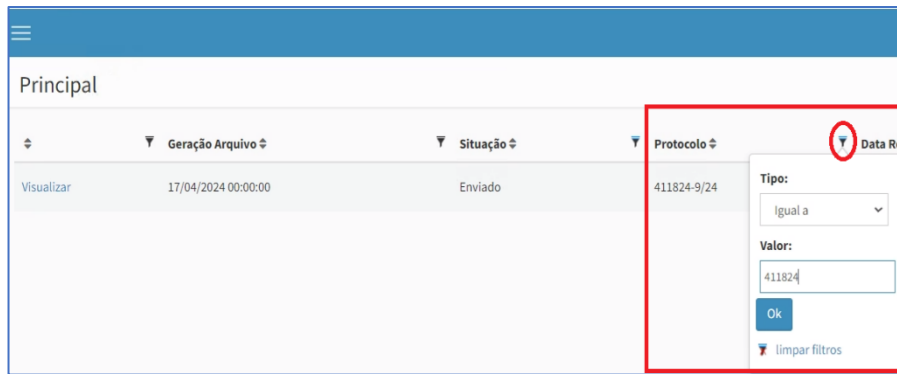 Principal
Geração Arquivo Situação Protocolo Data R
Visualizar 17/04/2024 00:00:00 Enviado 411824-9/24
Tipo:
Igual a
Valor:
411824
Ok
limpar filtros